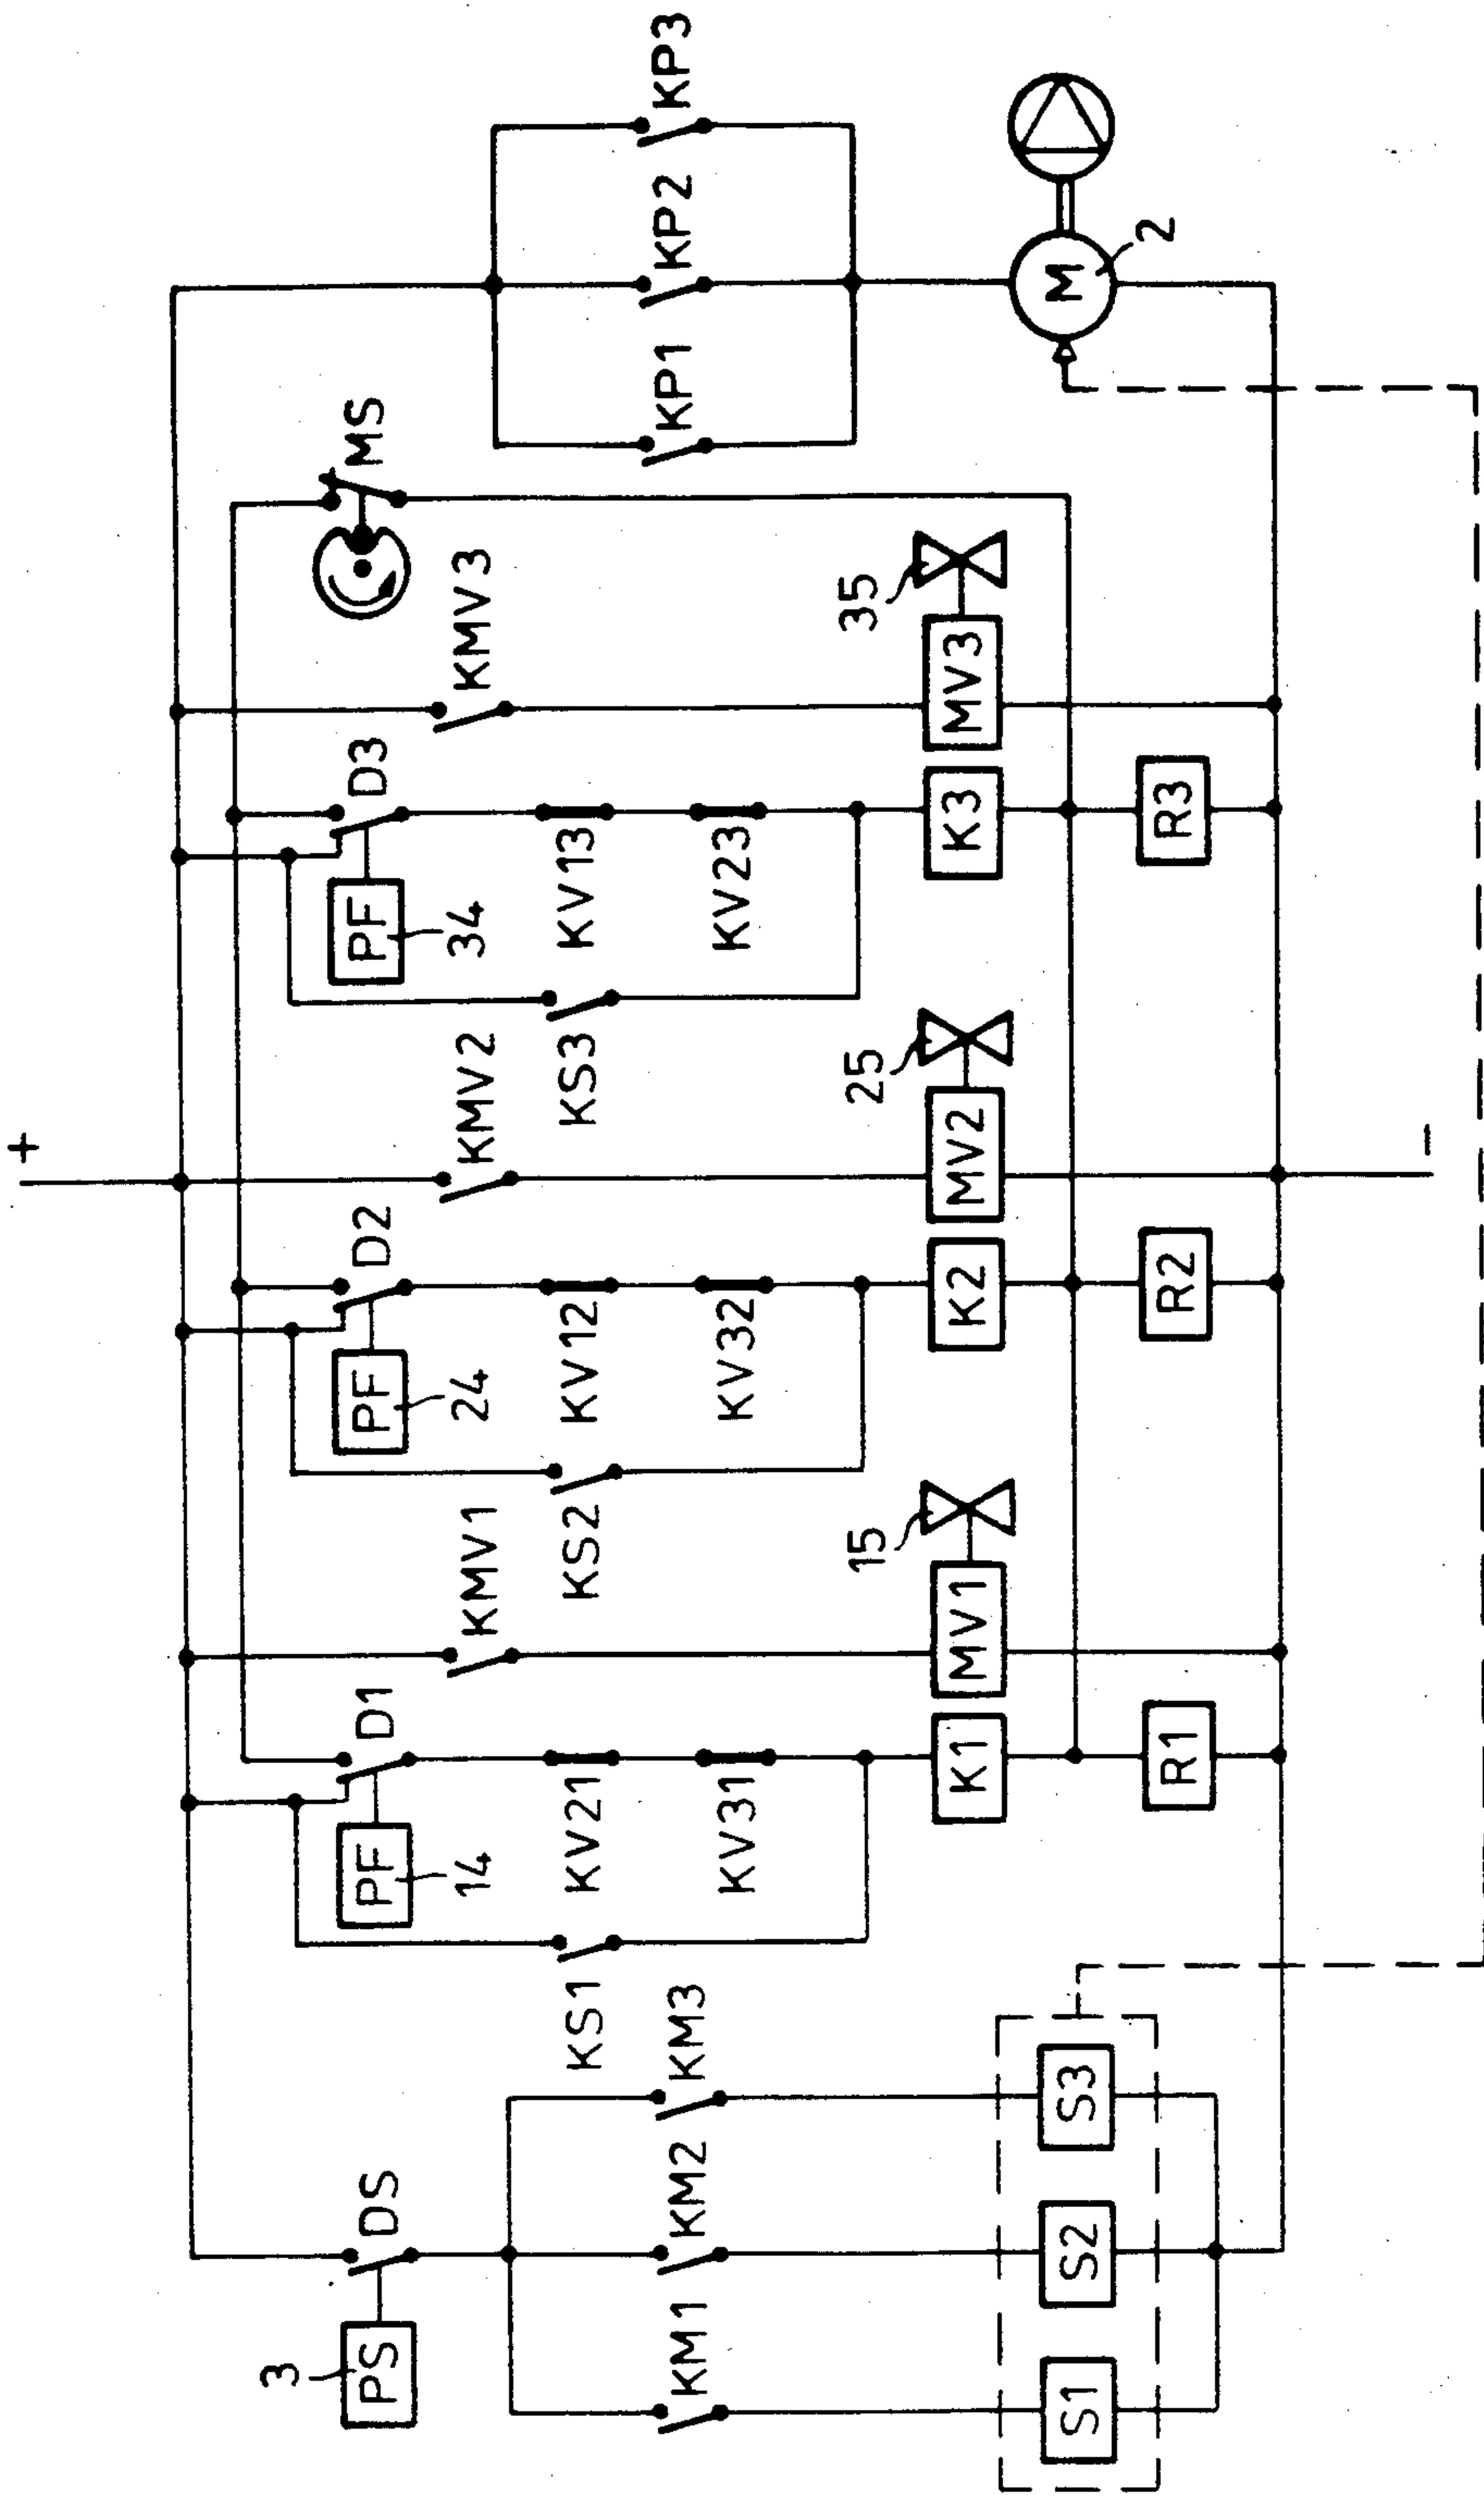 +
3
PS
DS
PF
14
D1
PF
24
D2
PF
34
D3
MS
KMV1
KMV2
KMV3
KS1
KV21
KS2
KV12
KS3
KV13
KM1
KM2
KM3
KV31
KV32
KV23
KP1
KP2
KP3
15
25
35
K1
MV1
K2
MV2
K3
MV3
S1
S2
S3
M
2
R1
R2
R3
-